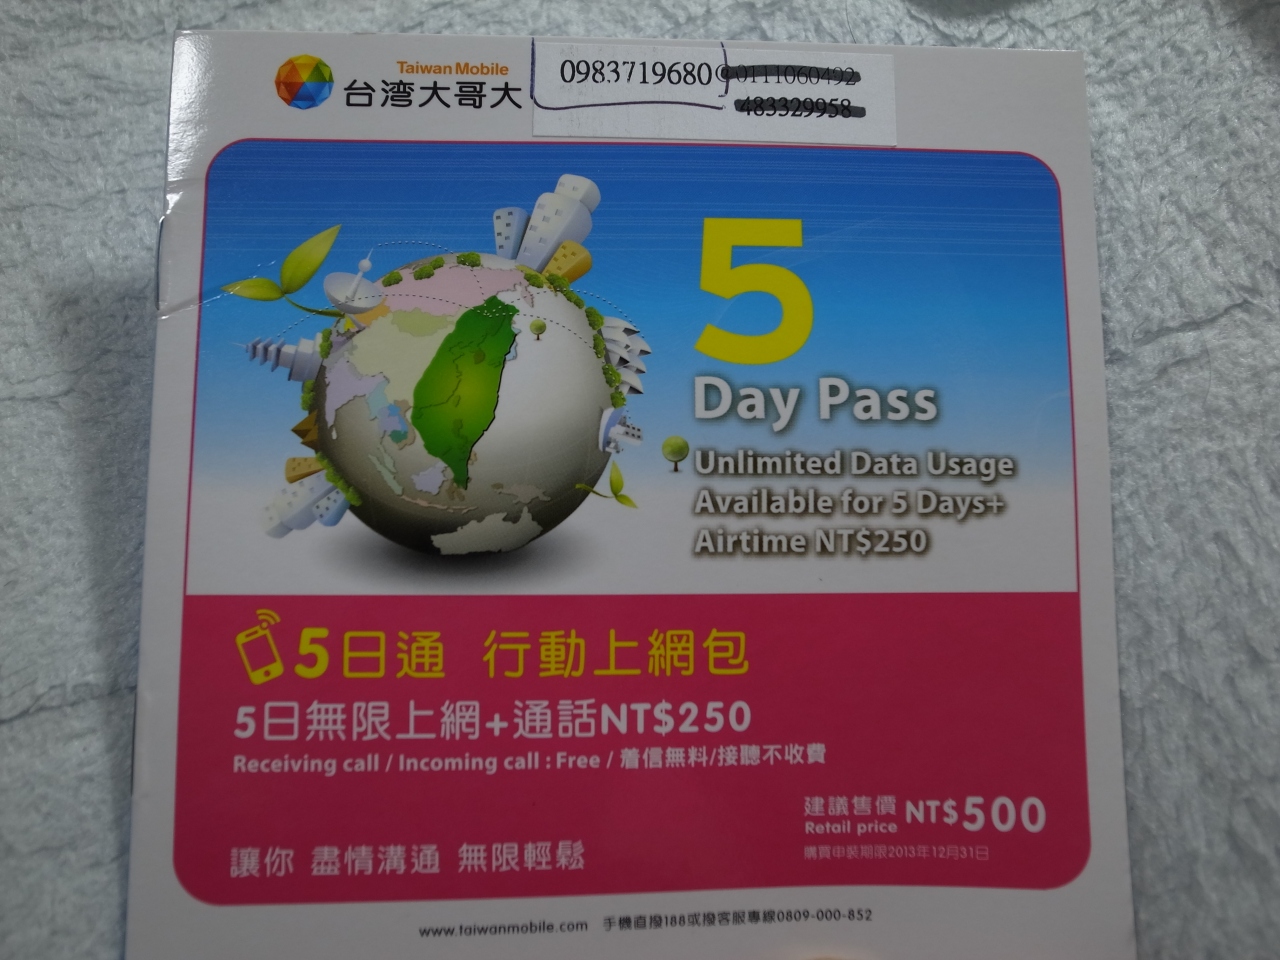 Taiwan Mobile
台湾大哥大
0983719680
0111060492
483329958
5
Day Pass
Unlimited Data Usage
Available for 5 Days+
Airtime NT$250
5日通 行動上網包
5日無限上網+通話NT$250
Receiving call / Incoming call : Free / 着信無料/接聽不收費
建議售價 NT$500
Retail price
購買申裝期限2013年12月31日
讓你 盡情溝通 無限輕鬆
www.taiwanmobile.com 手機直撥188或撥客服專線0809-000-852